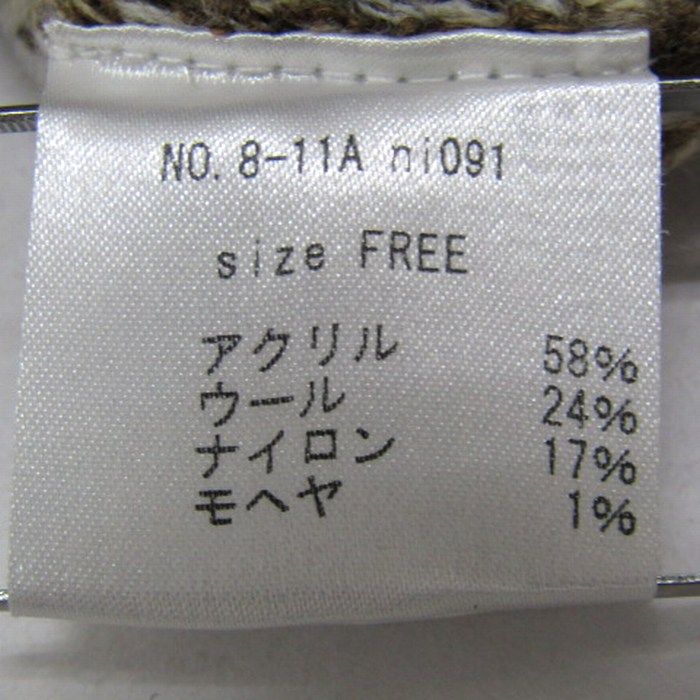 NO. 8-11A ni091
size FREE
アクリル 58%
ウール 24%
ナイロン 17%
モヘヤ 1%